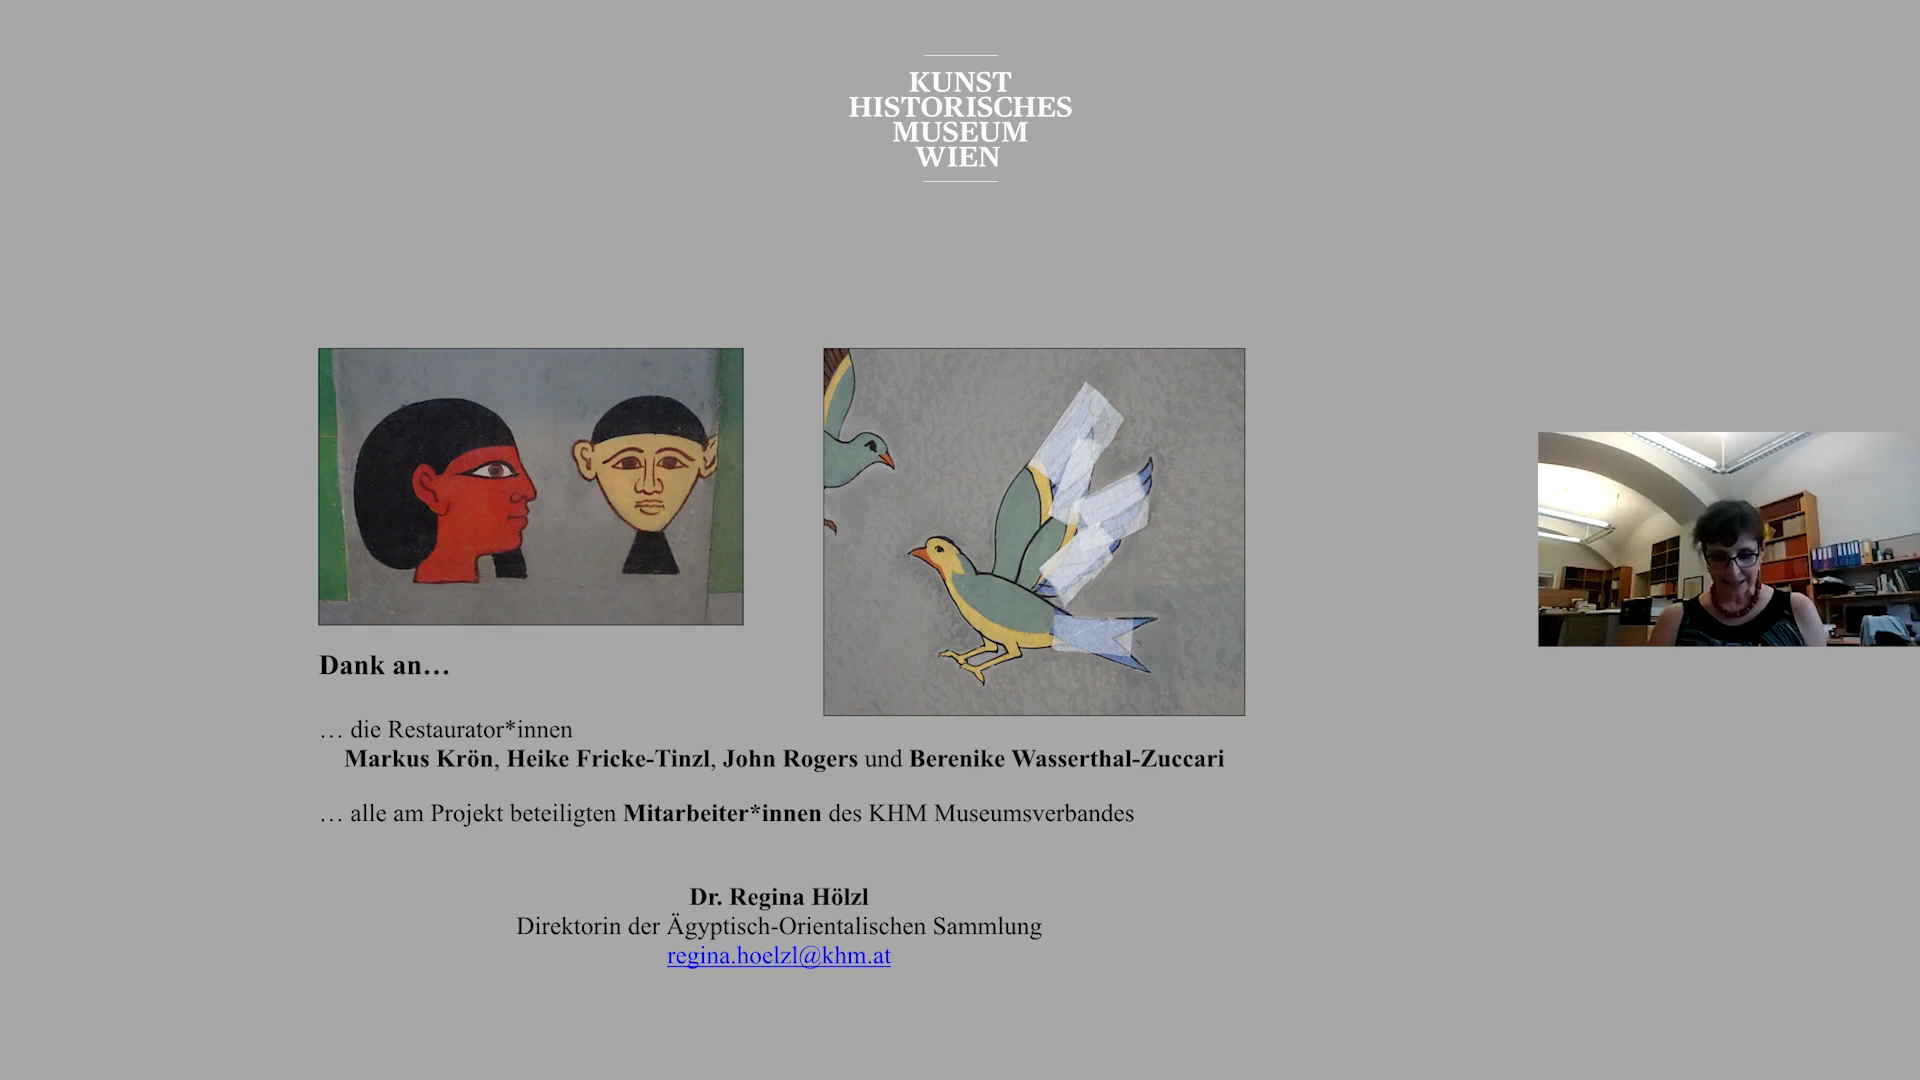 KUNST
HISTORISCHES
MUSEUM
WIEN
Dank an…
… die Restaurator*innen
Markus Krön, Heike Fricke-Tinzl, John Rogers und Berenike Wasserthal-Zuccari
… alle am Projekt beteiligten Mitarbeiter*innen des KHM Museumsverbandes
Dr. Regina Hölzl
Direktorin der Ägyptisch-Orientalischen Sammlung
regina.hoelzl@khm.at